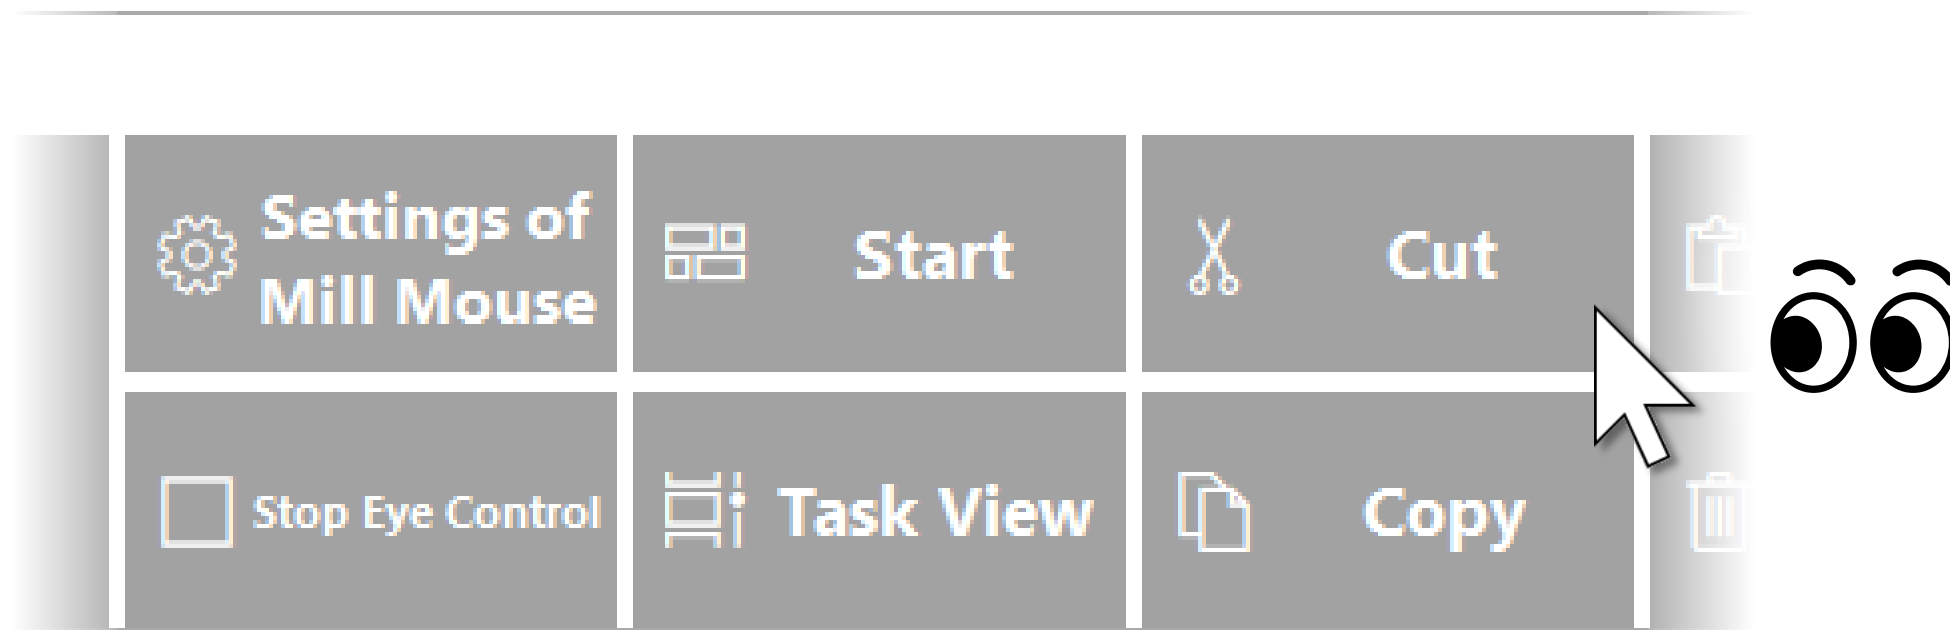 Settings of
Mill Mouse
Start
Cut
Stop Eye Control
Task View
Copy